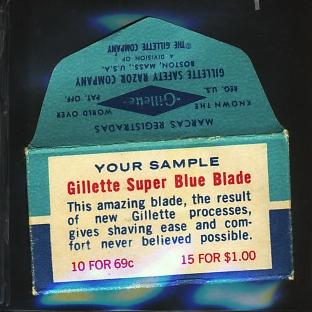 © THE GILLETTE COMPANY
A DIVISION OF
BOSTON, MASS., U.S.A.
GILLETTE SAFETY RAZOR COMPANY
REG. U.S. PAT. OFF.
Gillette
KNOWN THE WORLD OVER
MARCAS REGISTRADAS
YOUR SAMPLE
Gillette Super Blue Blade
This amazing blade, the result
of new Gillette processes,
gives shaving ease and com-
fort never believed possible.
10 FOR 69c 15 FOR $1.00